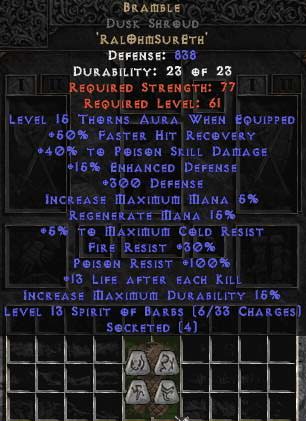 Bramble
Dusk Shroud
'RalOhmSurEth'
Defense: 838
Durability: 23 of 23
Required Strength: 77
Required Level: 61
Level 15 Thorns Aura When Equipped
+50% Faster Hit Recovery
+40% to Poison Skill Damage
+15% Enhanced Defense
+300 Defense
Increase Maximum Mana 5%
Regenerate Mana 15%
+5% to Maximum Cold Resist
Fire Resist +30%
Poison Resist +100%
+13 Life after each Kill
Increase Maximum Durability 15%
Level 13 Spirit of Barbs (6/33 Charges)
Socketed (4)